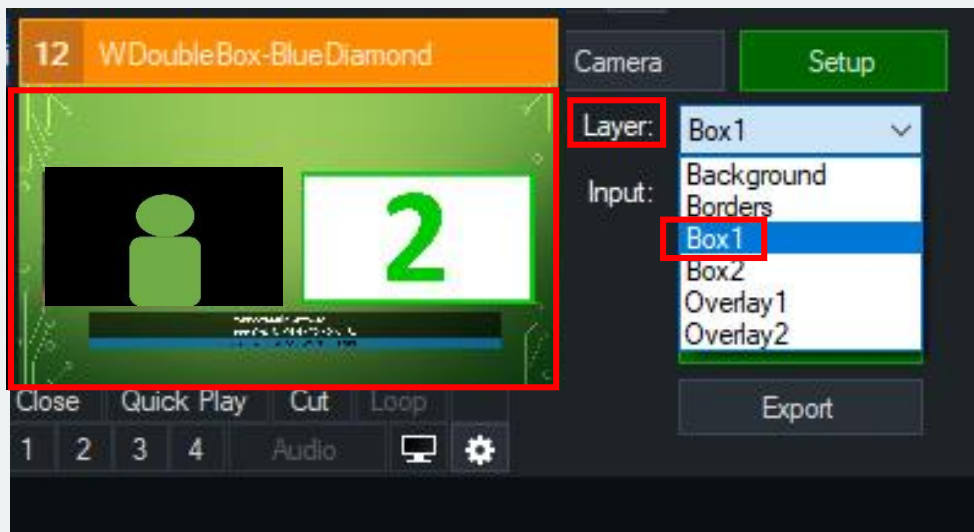 12 WDoubleBox-BlueDiamond
Camera Setup
Layer: Box1
Input:
Background
Borders
Box1
Box2
Overlay1
Overlay2
2
Close Quick Play Cut Loop
Export
1 2 3 4 Audio